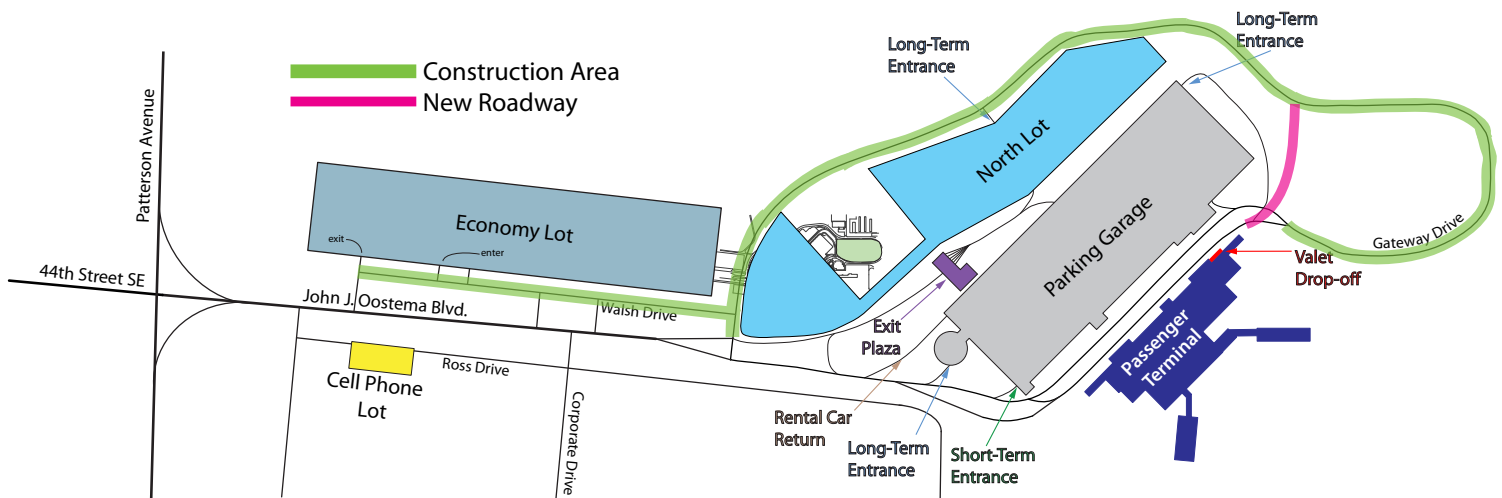 Long-Term
Entrance
Long-Term
Entrance
Construction Area
New Roadway
Patterson Avenue
North Lot
Economy Lot
Parking Garage
exit
enter
Gateway Drive
Valet
Drop-off
44th Street SE
John J. Oostema Blvd.
Walsh Drive
Exit
Plaza
Passenger
Terminal
Ross Drive
Cell Phone
Lot
Corporate Drive
Rental Car
Return
Long-Term
Entrance
Short-Term
Entrance